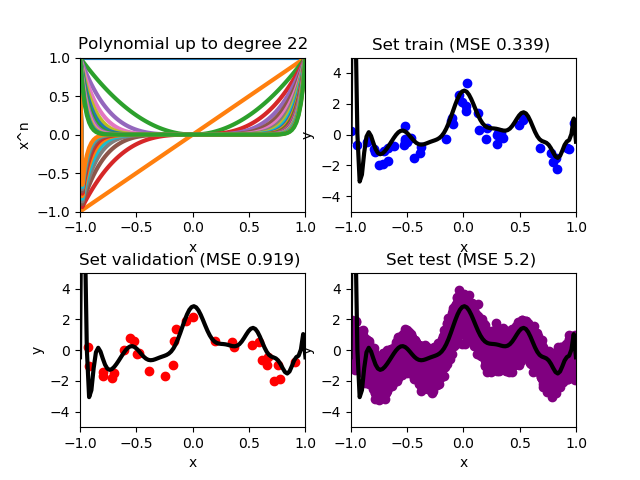 Polynomial up to degree 22
1.0
0.5
0.0
−0.5
−1.0
x^n
−1.0 −0.5 0.0 0.5 1.0
x
Set train (MSE 0.339)
4
2
0
−2
−4
y
−1.0 −0.5 0.0 0.5 1.0
x
Set validation (MSE 0.919)
4
2
0
−2
−4
y
−1.0 −0.5 0.0 0.5 1.0
x
Set test (MSE 5.2)
4
2
0
−2
−4
y
−1.0 −0.5 0.0 0.5 1.0
x